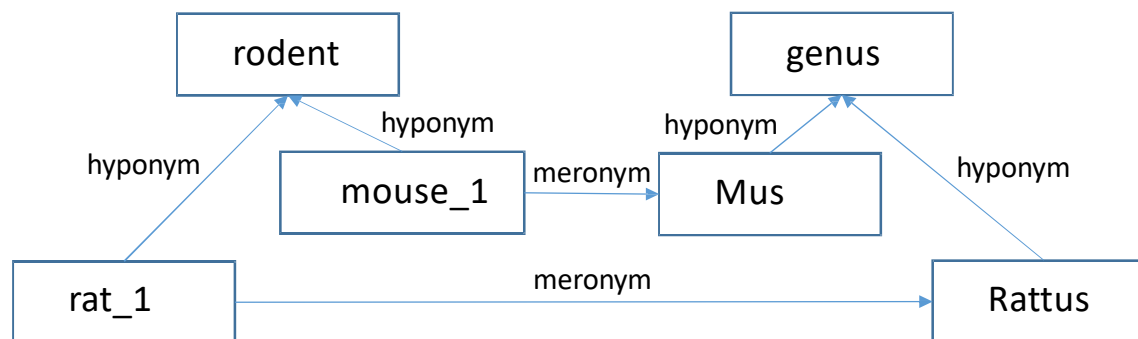 rodent
genus
hyponym
hyponym
hyponym
hyponym
mouse_1
meronym
Mus
rat_1
meronym
Rattus